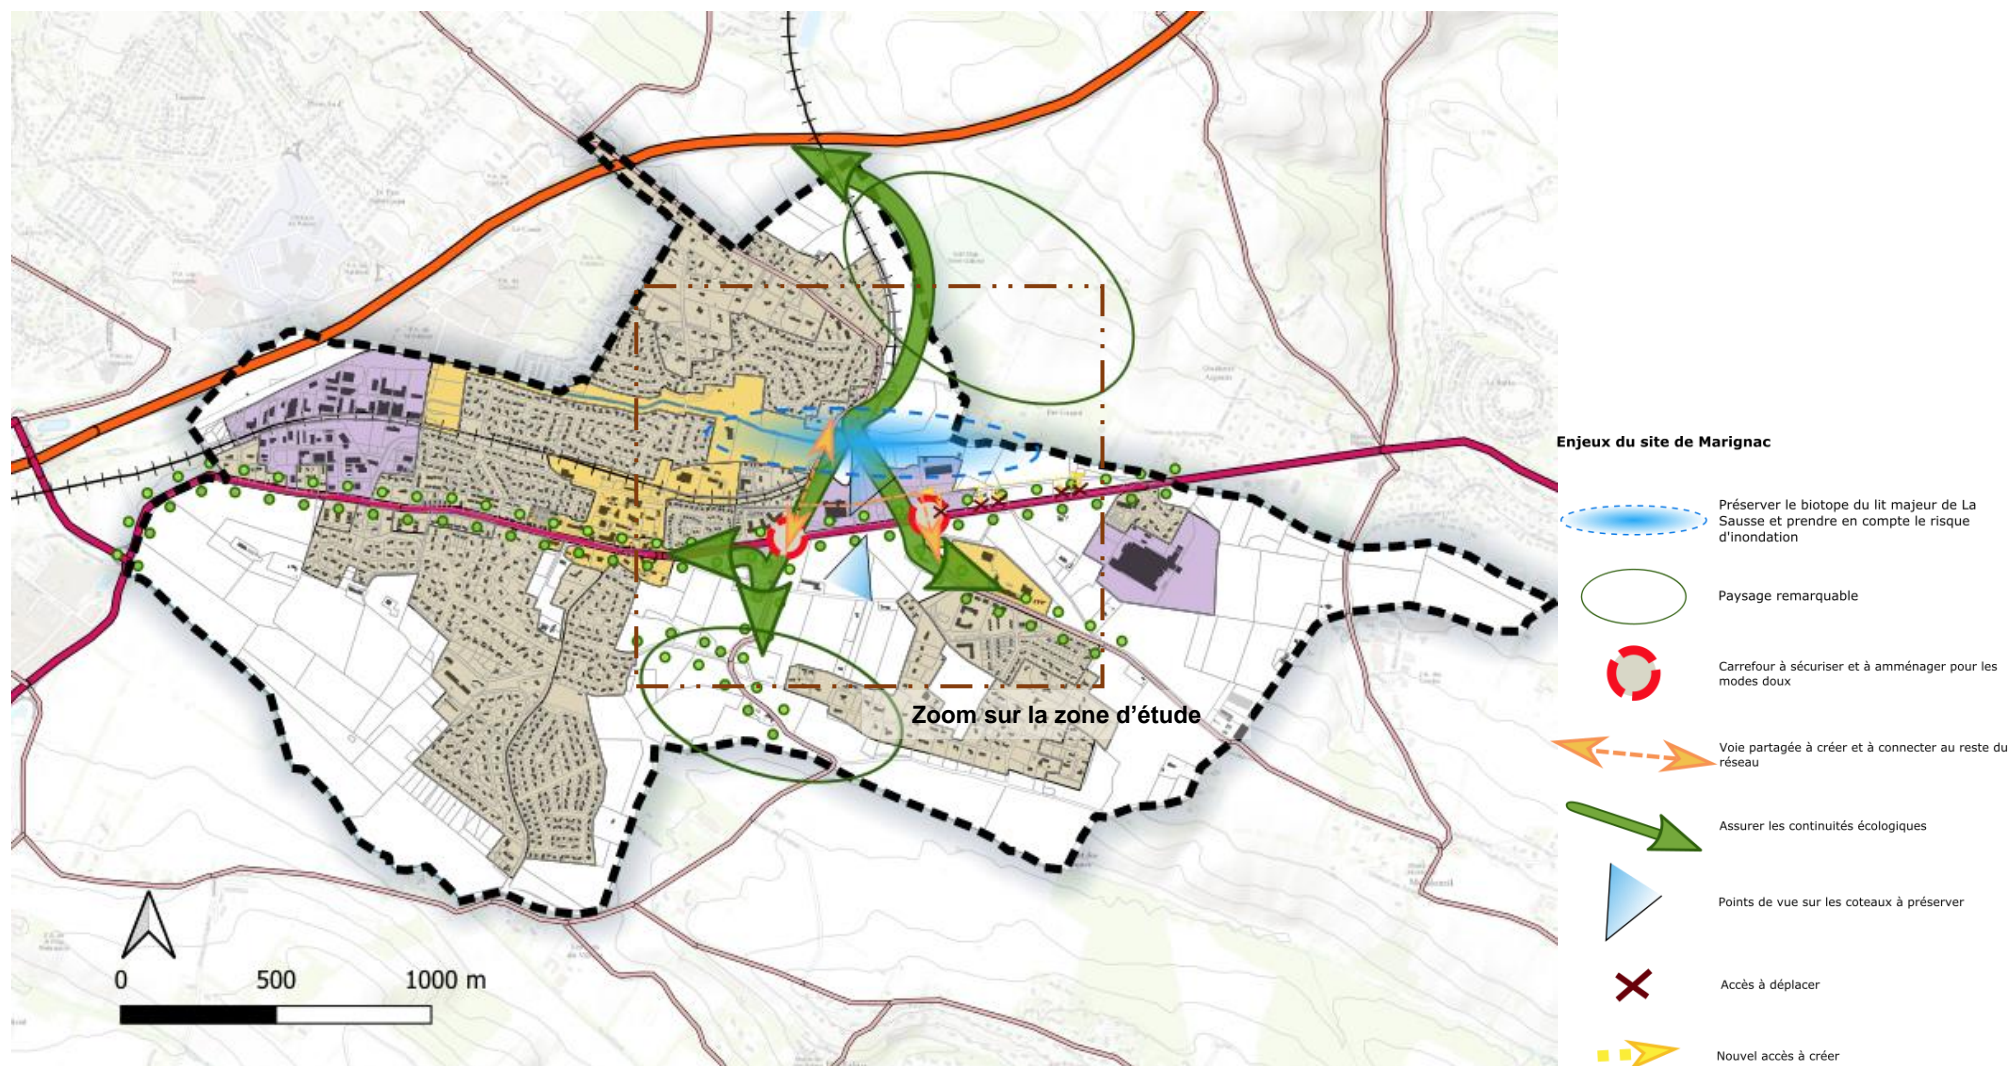 Zoom sur la zone d’étude
0 500 1000 m
Enjeux du site de Marignac
Préserver le biotope du lit majeur de La
Sausse et prendre en compte le risque
d'inondation
Paysage remarquable
Carrefour à sécuriser et à amménager pour les
modes doux
Voie partagée à créer et à connecter au reste du
réseau
Assurer les continuités écologiques
Points de vue sur les coteaux à préserver
Accès à déplacer
Nouvel accès à créer